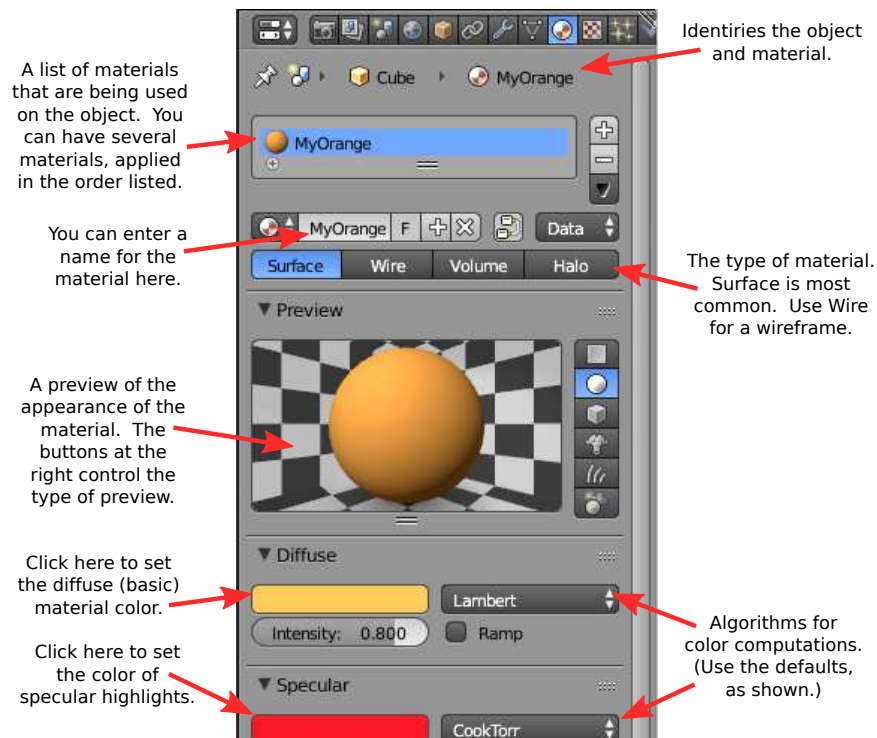 Identiries the object
and material.
A list of materials
that are being used
on the object.  You
can have several
materials, applied
in the order listed.
Cube
MyOrange
MyOrange
You can enter a
name for the
material here.
MyOrange F Data
Surface Wire Volume Halo
The type of material.
Surface is most
common.  Use Wire
for a wireframe.
Preview
A preview of the
appearance of the
material.  The
buttons at the
right control the
type of preview.
Diffuse
Click here to set
the diffuse (basic)
material color.
Lambert
Intensity: 0.800 Ramp
Algorithms for
color computations.
(Use the defaults,
as shown.)
Click here to set
the color of
specular highlights.
Specular
CookTorr